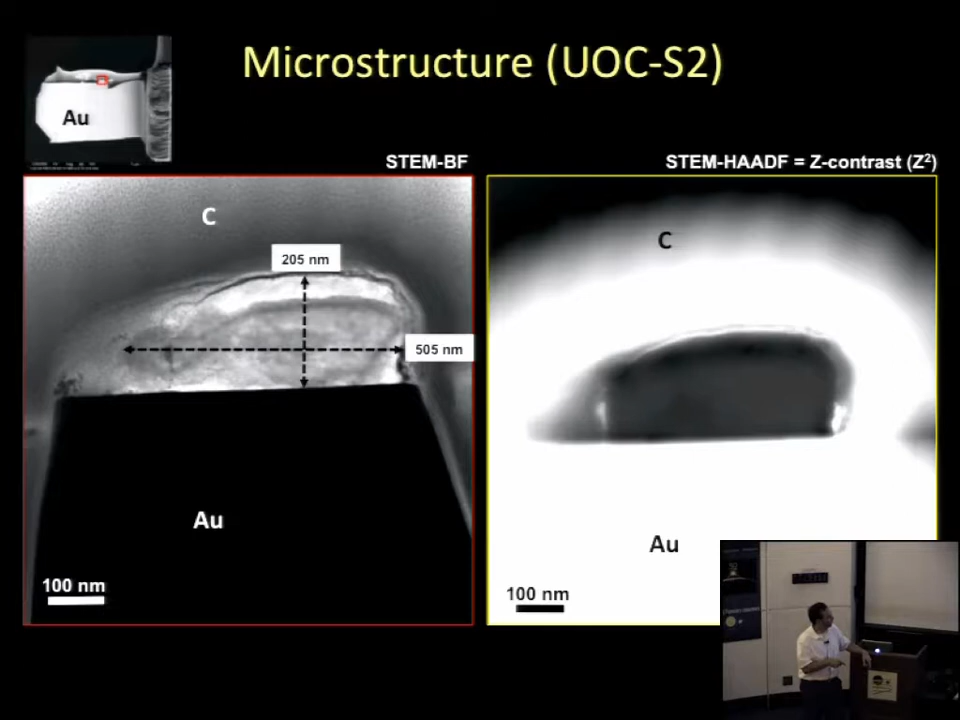 Microstructure (UOC-S2)
Au
STEM-BF
STEM-HAADF = Z-contrast (Z²)
C
C
205 nm
505 nm
Au
Au
100 nm
100 nm